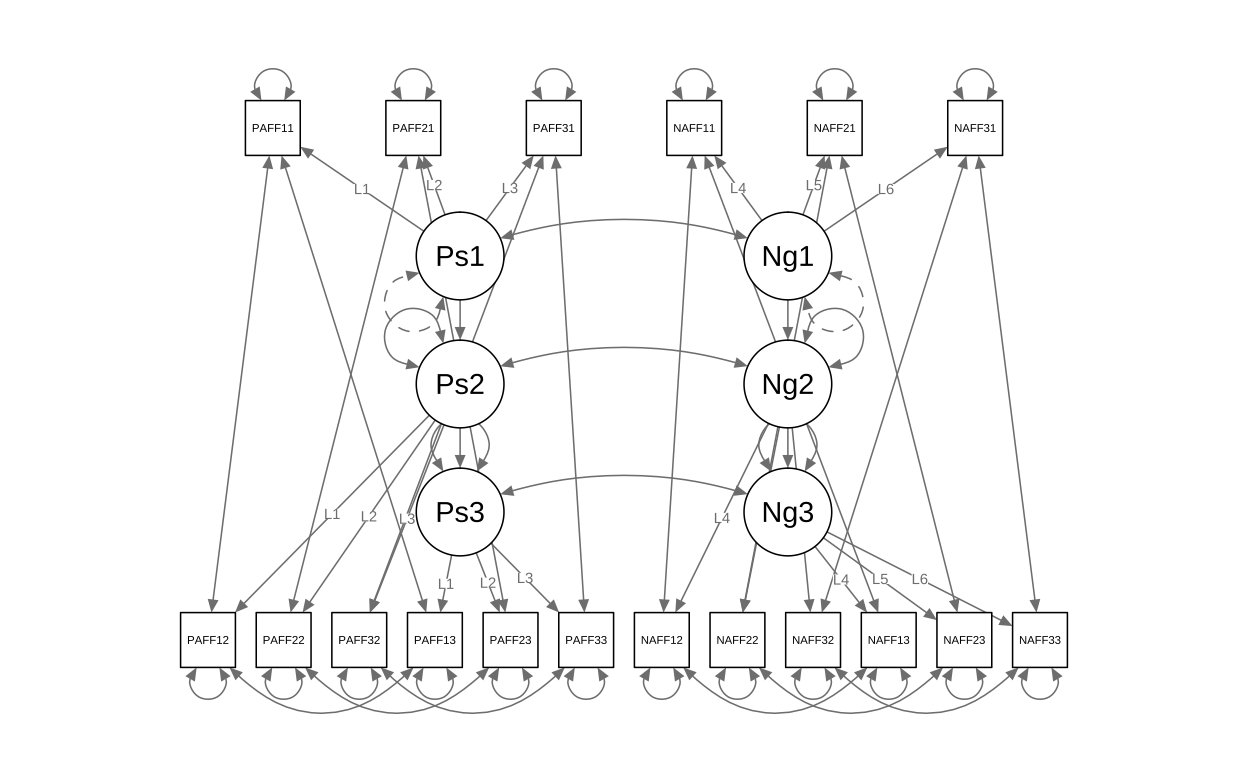 PAFF11 PAFF21 PAFF31 NAFF11 NAFF21 NAFF31
L1 L2 L3 L4 L5 L6
Ps1 Ng1
Ps2 Ng2
Ps3 Ng3
L1 L2 L3 L4
L1 L2 L3 L4 L5 L6
PAFF12 PAFF22 PAFF32 PAFF13 PAFF23 PAFF33 NAFF12 NAFF22 NAFF32 NAFF13 NAFF23 NAFF33